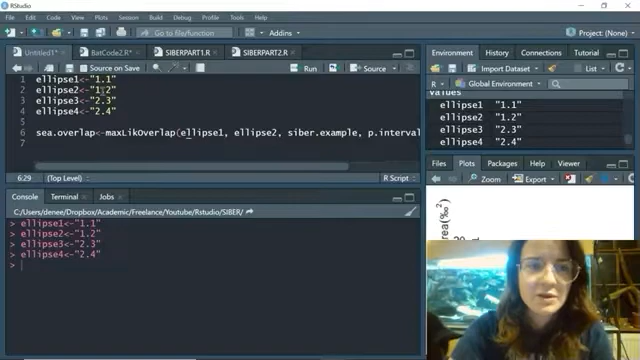 RStudio
File Edit Code View Plots Session Build Debug Profile Tools Help
Go to file/function
Addins
Project: (None)
Untitled1*
BatCode2.R*
SIBERPART1.R
SIBERPART2.R
Source on Save
Run
Source
1 ellipse1<-"1.1"
2 ellipse2<-"1.2"
3 ellipse3<-"2.3"
4 ellipse4<-"2.4"
6 sea.overlap<-maxLikOverlap(ellipse1, ellipse2, siber.example, p.interval
7
6:29
(Top Level)
R Script
Console
Terminal
Jobs
C:/Users/denee/Dropbox/Academic/Freelance/Youtube/Rstudio/SIBER/
> ellipse1<-"1.1"
> ellipse2<-"1.2"
> ellipse3<-"2.3"
> ellipse4<-"2.4"
>
Environment
History
Connections
Tutorial
Import Dataset
List
R
Global Environment
Values
ellipse1 "1.1"
ellipse2 "1.2"
ellipse3 "2.3"
ellipse4 "2.4"
Files
Plots
Packages
Help
Viewer
Zoom
Export